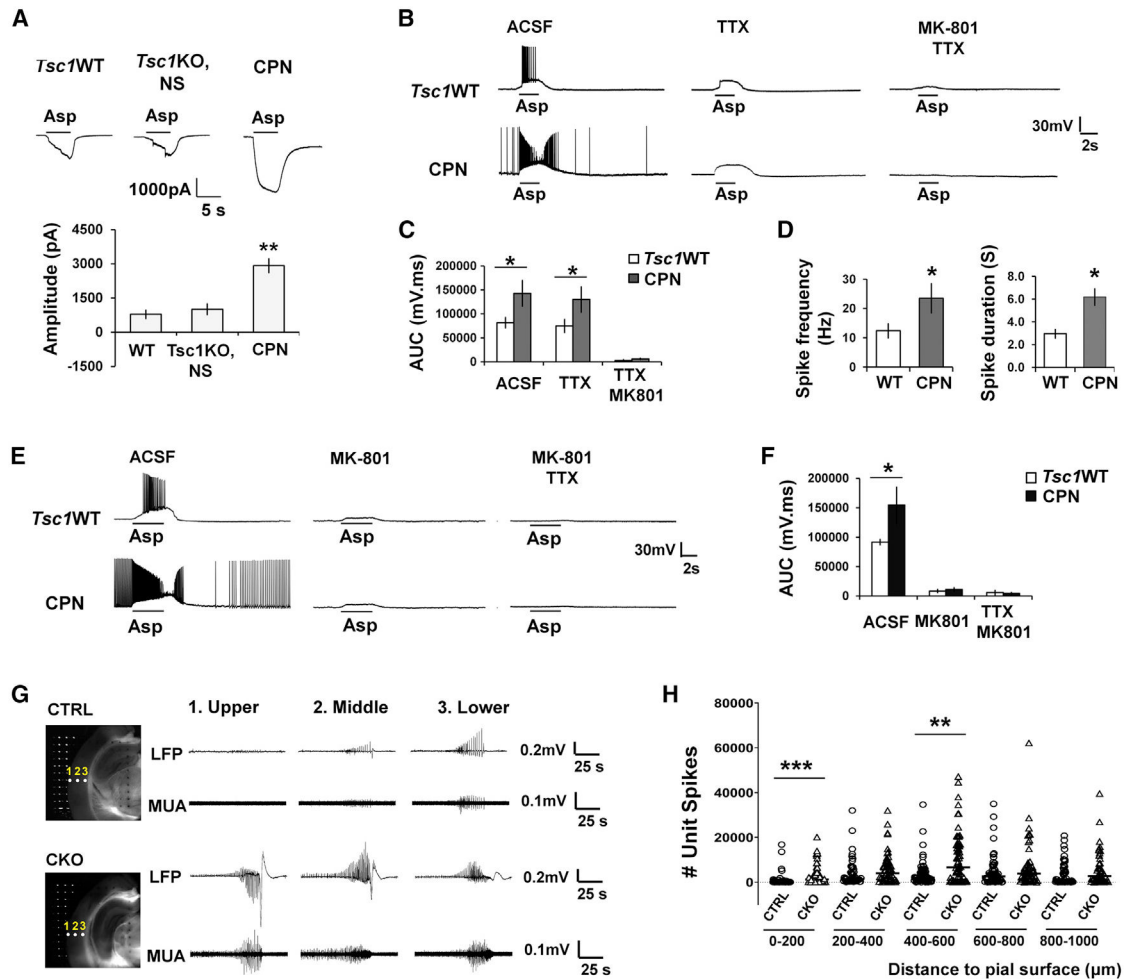 A
Tsc1WT
Tsc1KO,
NS
CPN
Asp Asp Asp
1000pA
5 s
Amplitude (pA)
4500
3000
1500
0
-1500
**
WT Tsc1KO, CPN
NS
B
ACSF TTX MK-801
TTX
Tsc1WT
Asp Asp Asp
30mV
2s
CPN
Asp Asp Asp
C
AUC (mV.ms)
200000
150000
100000
50000
0
* *
Tsc1WT
CPN
ACSF TTX TTX
MK801
D
Spike frequency
(Hz)
30
20
10
0
*
WT CPN
Spike duration (S)
8.0
6.0
4.0
2.0
0.0
*
WT CPN
E
ACSF MK-801 MK-801
TTX
Tsc1WT
Asp Asp Asp
30mV
2s
CPN
Asp Asp Asp
F
AUC (mV.ms)
200000
150000
100000
50000
0
*
Tsc1WT
CPN
ACSF MK801 TTX
MK801
G
CTRL
1 2 3
1. Upper 2. Middle 3. Lower
LFP
0.2mV
25 s
MUA
0.1mV
25 s
CKO
1 2 3
LFP
0.2mV
25 s
MUA
0.1mV
25 s
H
# Unit Spikes
80000
60000
40000
20000
0
*** **
CTRL CKO CTRL CKO CTRL CKO CTRL CKO CTRL CKO
0-200 200-400 400-600 600-800 800-1000
Distance to pial surface (µm)